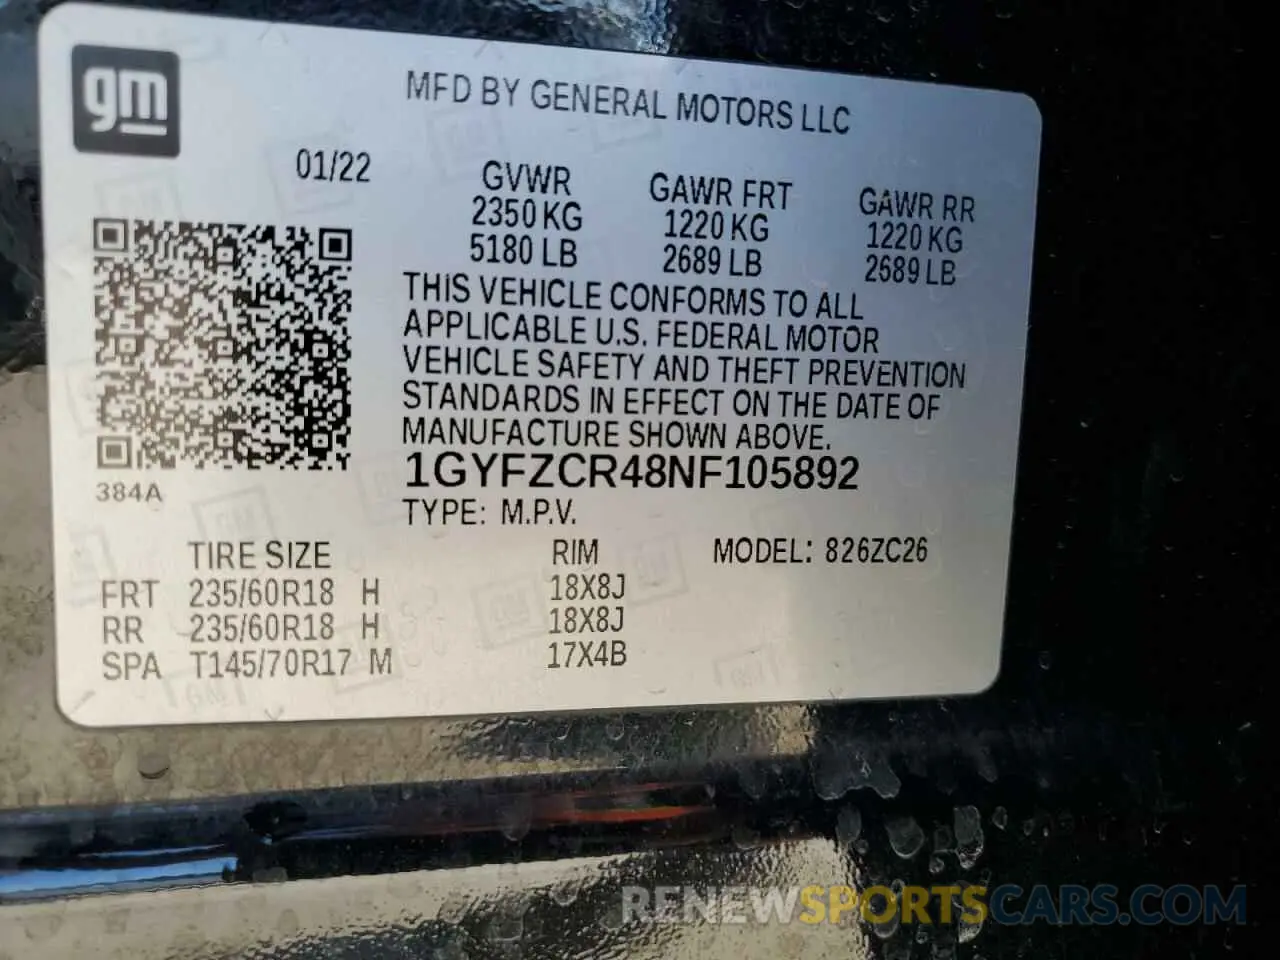 gm
MFD BY GENERAL MOTORS LLC
01/22
GVWR
2350 KG
5180 LB
GAWR FRT
1220 KG
2689 LB
GAWR RR
1220 KG
2689 LB
THIS VEHICLE CONFORMS TO ALL
APPLICABLE U.S. FEDERAL MOTOR
VEHICLE SAFETY AND THEFT PREVENTION
STANDARDS IN EFFECT ON THE DATE OF
MANUFACTURE SHOWN ABOVE.
1GYFZCR48NF105892
384A
TYPE: M.P.V.
TIRE SIZE RIM MODEL: 826ZC26
FRT 235/60R18 H 18X8J
RR 235/60R18 H 18X8J
SPA T145/70R17 M 17X4B
RENEWSPORTSCARS.COM